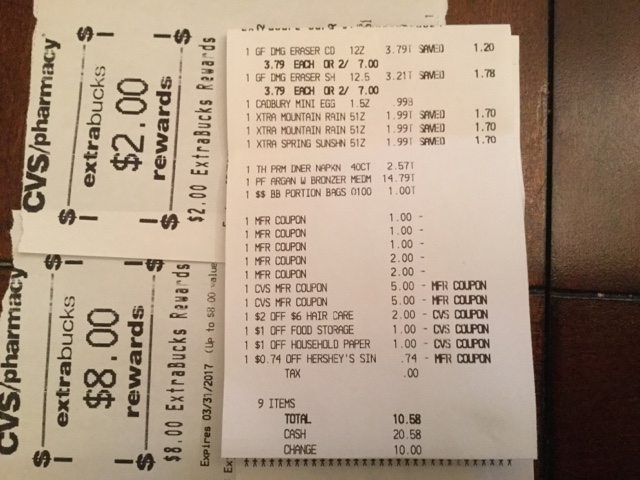 CVS/pharmacy
extrabucks
$2.00
rewards
$2.00 ExtraBucks Rewards
CVS/pharmacy
extrabucks
$8.00
rewards
$8.00 ExtraBucks Rewards
Expires 03/31/2017 (Up to $8.00 value
1 GF DMG ERASER CD 12Z 3.79T SAVED 1.20
3.79 EACH OR 2/ 7.00
1 GF DMG ERASER SH 12.5 3.21T SAVED 1.78
3.79 EACH OR 2/ 7.00
1 CADBURY MINI EGG 1.5Z .99B
1 XTRA MOUNTAIN RAIN 51Z 1.99T SAVED 1.70
1 XTRA MOUNTAIN RAIN 51Z 1.99T SAVED 1.70
1 XTRA SPRING SUNSHN 51Z 1.99T SAVED 1.70
1 TH PRM DNER NAPKN 40CT 2.57T
1 PF ARGAN W BRONZER MEDM 14.79T
1 $$ BB PORTION BAGS 0100 1.00T
1 MFR COUPON 1.00 -
1 MFR COUPON 1.00 -
1 MFR COUPON 1.00 -
1 MFR COUPON 2.00 -
1 MFR COUPON 2.00 -
1 CVS MFR COUPON 5.00 - MFR COUPON
1 CVS MFR COUPON 5.00 - MFR COUPON
1 $2 OFF $6 HAIR CARE 2.00 - CVS COUPON
1 $1 OFF FOOD STORAGE 1.00 - CVS COUPON
1 $1 OFF HOUSEHOLD PAPER 1.00 - CVS COUPON
1 $0.74 OFF HERSHEY'S SIN .74 - MFR COUPON
TAX .00
9 ITEMS
TOTAL 10.58
CASH 20.58
CHANGE 10.00